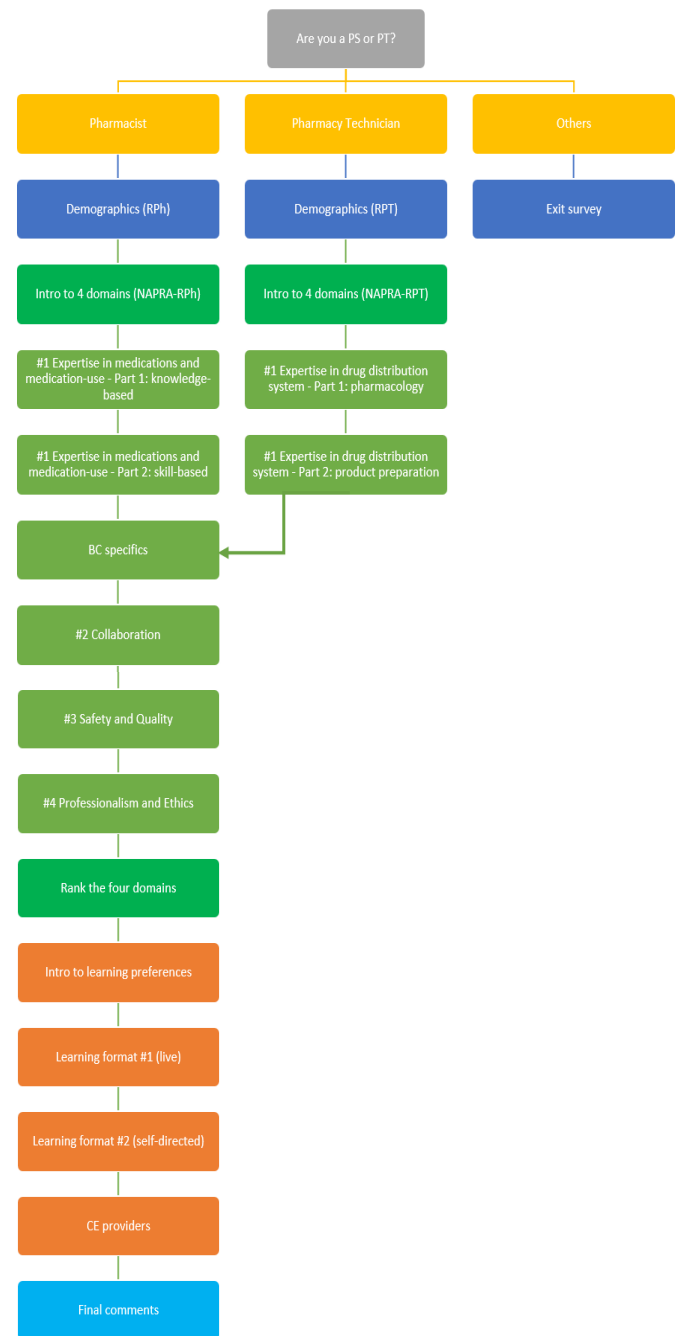 Are you a PS or PT?
Pharmacist
Pharmacy Technician
Others
Demographics (RPh)
Demographics (RPT)
Exit survey
Intro to 4 domains (NAPRA-RPh)
Intro to 4 domains (NAPRA-RPT)
#1 Expertise in medications and
medication-use - Part 1: knowledge-
based
#1 Expertise in drug distribution
system - Part 1: pharmacology
#1 Expertise in medications and
medication-use - Part 2: skill-based
#1 Expertise in drug distribution
system - Part 2: product preparation
BC specifics
#2 Collaboration
#3 Safety and Quality
#4 Professionalism and Ethics
Rank the four domains
Intro to learning preferences
Learning format #1 (live)
Learning format #2 (self-directed)
CE providers
Final comments